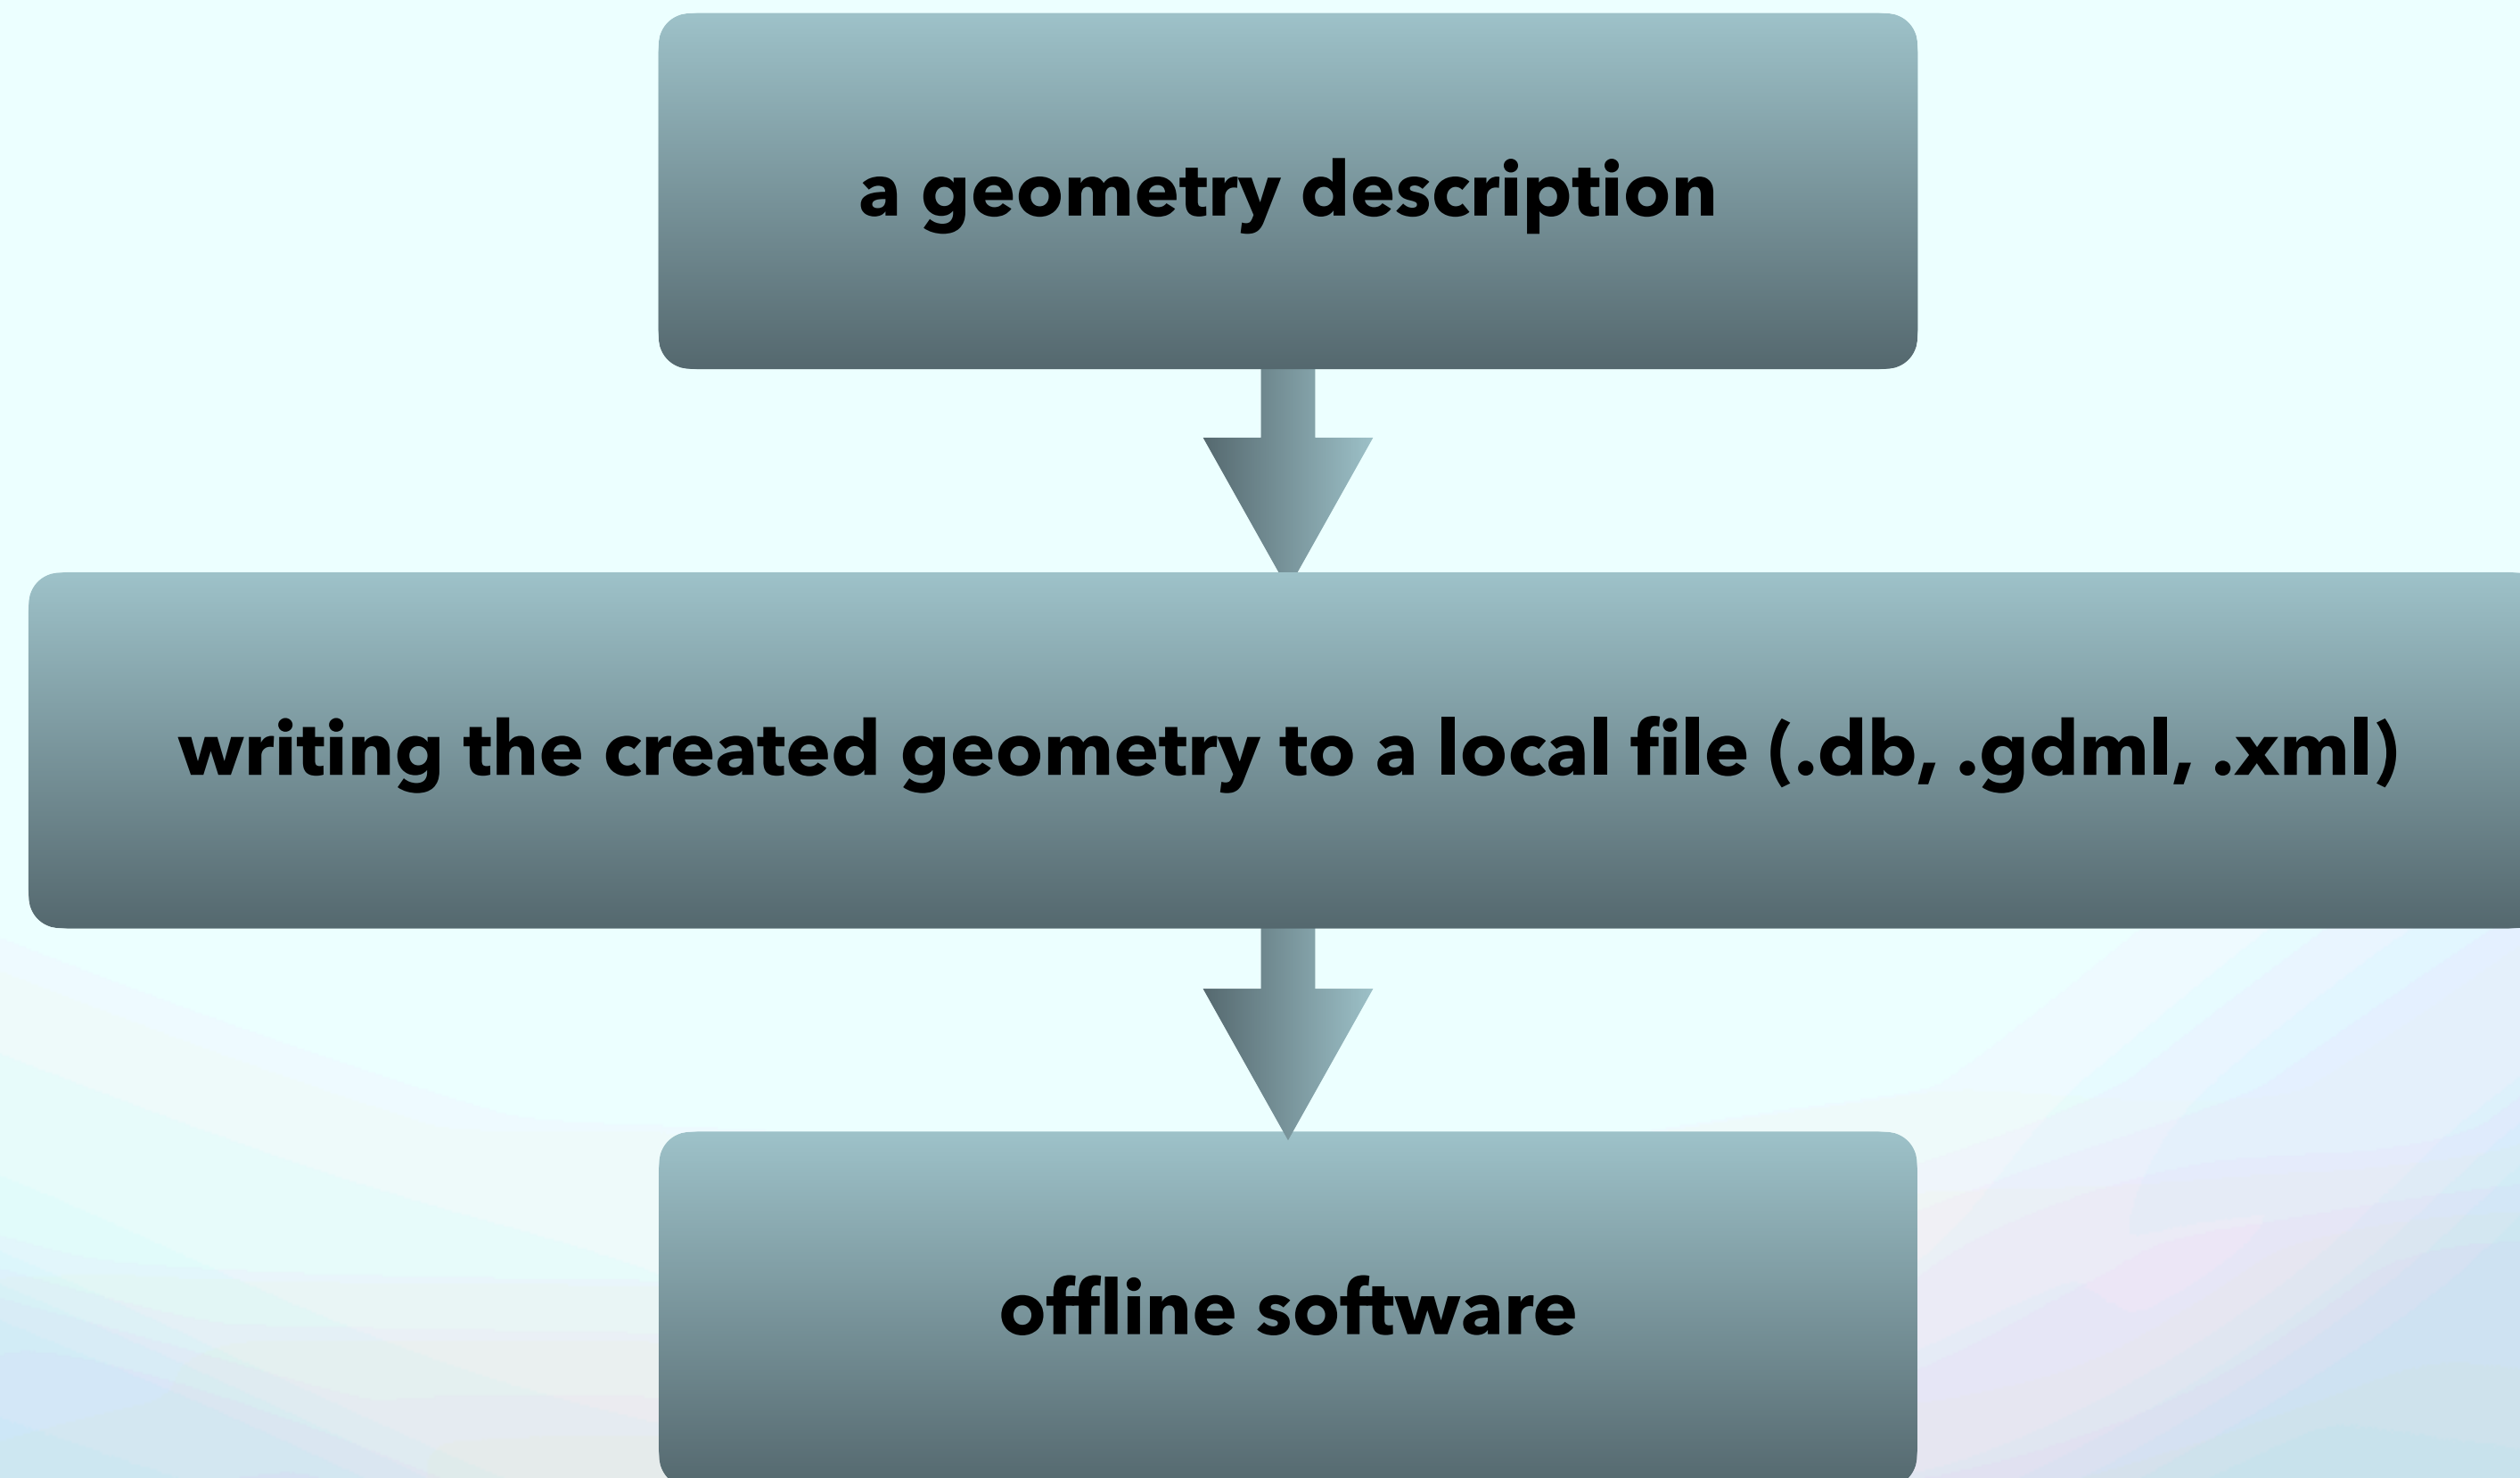 a geometry description
writing the created geometry to a local file (.db, .gdml, .xml)
offline software